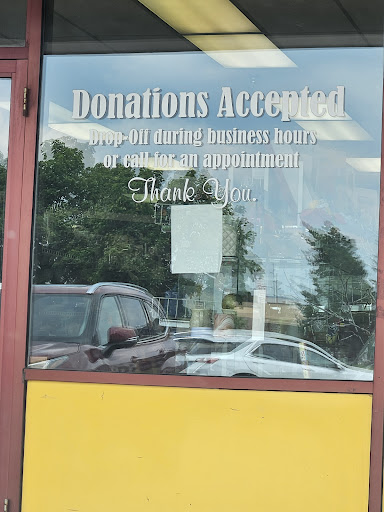 Donations Accepted
Drop-Off during business hours
or call for an appointment
Thank You.